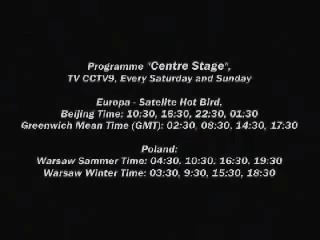 Programme "Centre Stage",
TV CCTV9, Every Saturday and Sunday
Europa - Satelite Hot Bird,
Beijing Time: 10:30, 16:30, 22:30, 01:30
Greenwich Mean Time (GMT): 02:30, 08:30, 14:30, 17:30
Poland:
Warsaw Sammer Time: 04:30. 10:30. 16:30. 19:30
Warsaw Winter Time: 03:30, 9:30, 15:30, 18:30